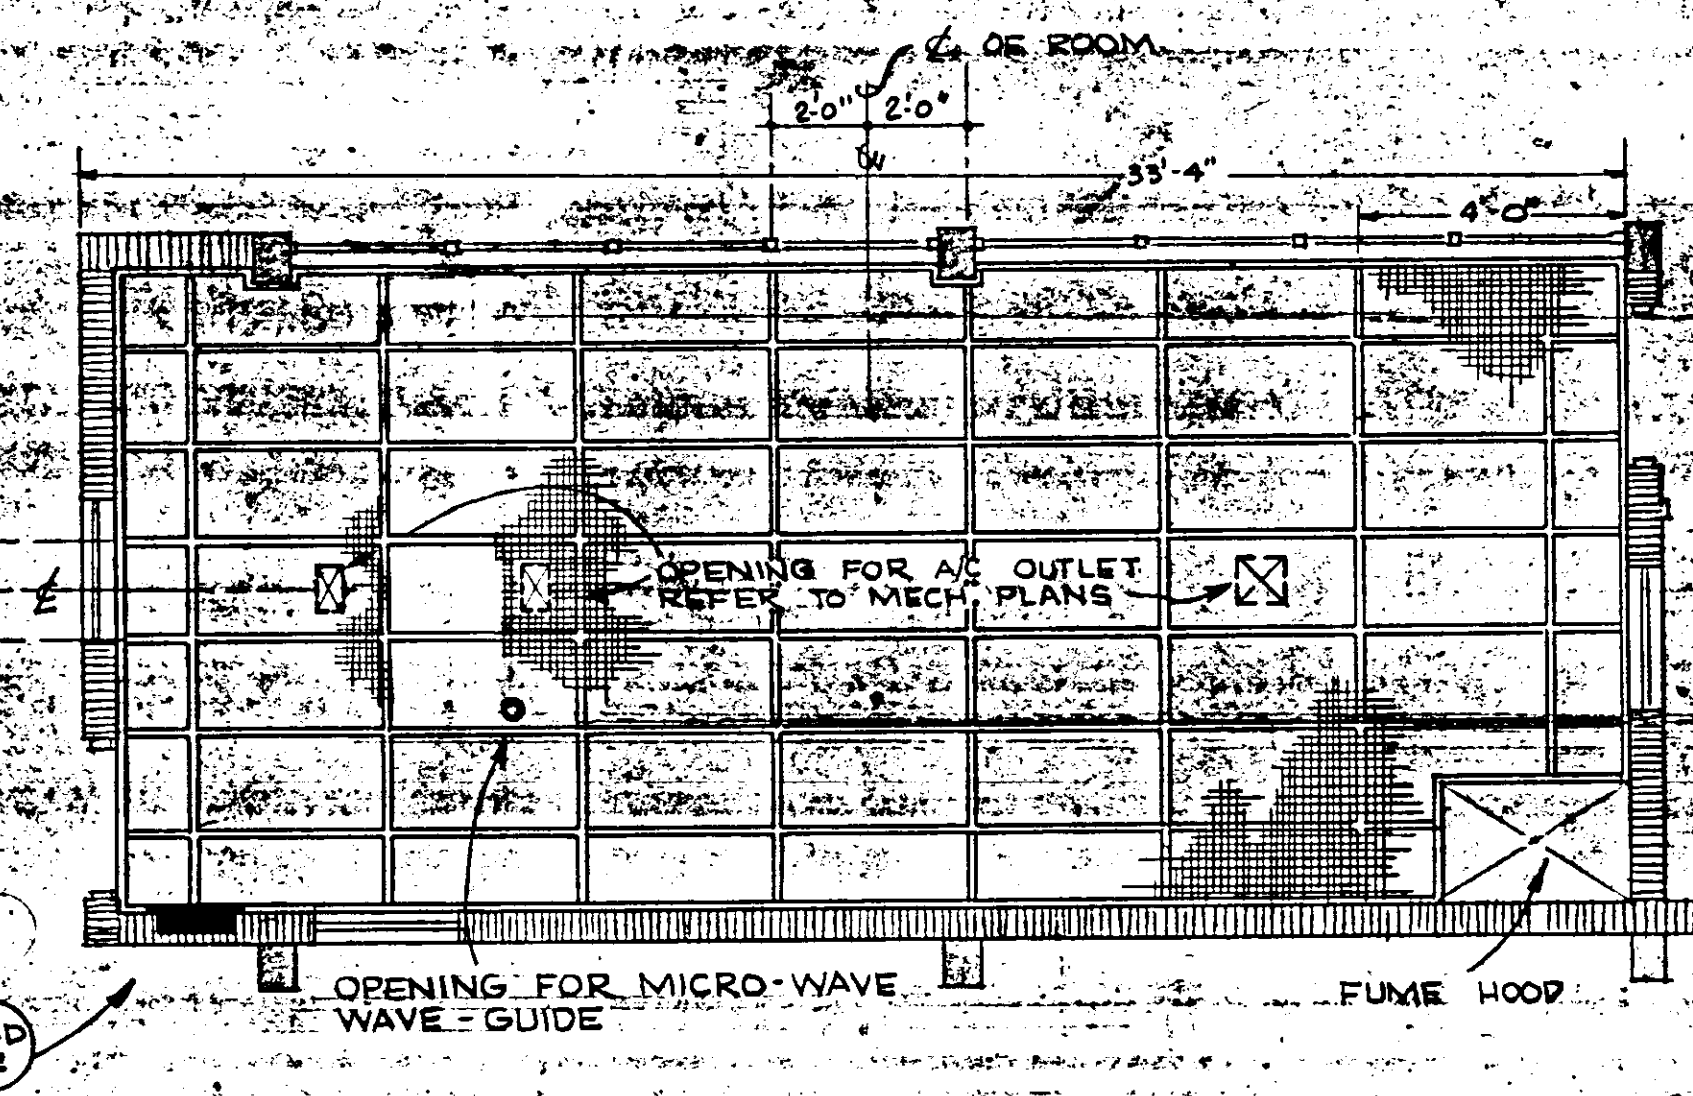 ℄ OF ROOM
2'-0" 2'-0"
33'-4"
4'-0"
OPENING FOR A/C OUTLET
REFER TO MECH. PLANS
℄
OPENING FOR MICRO-WAVE
WAVE-GUIDE
FUME HOOD